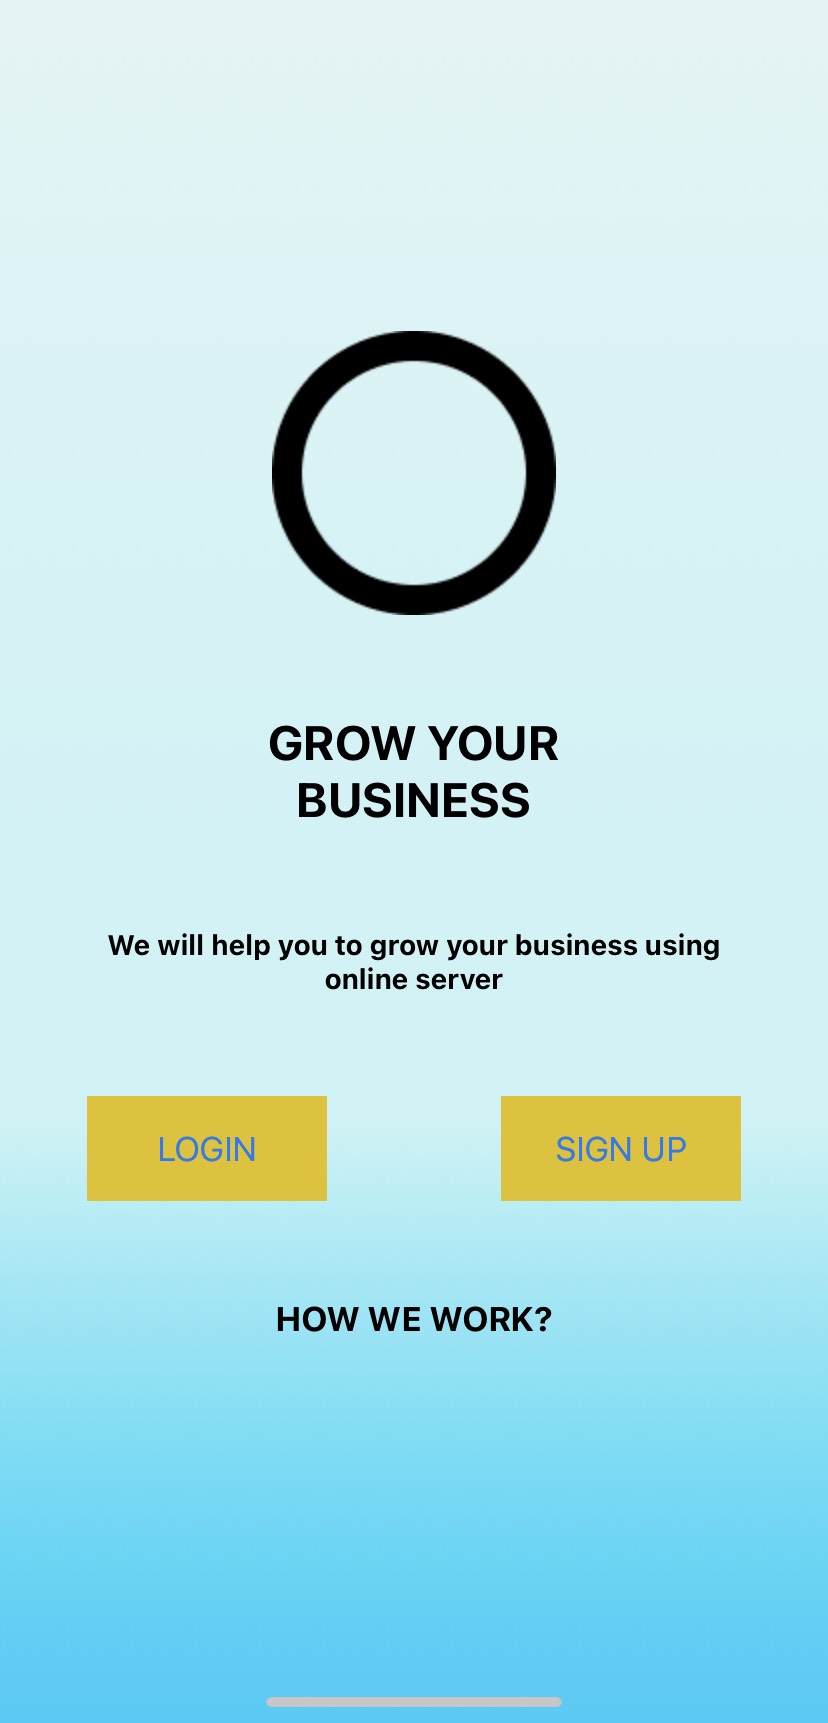 GROW YOUR
BUSINESS
We will help you to grow your business using
online server
LOGIN
SIGN UP
HOW WE WORK?